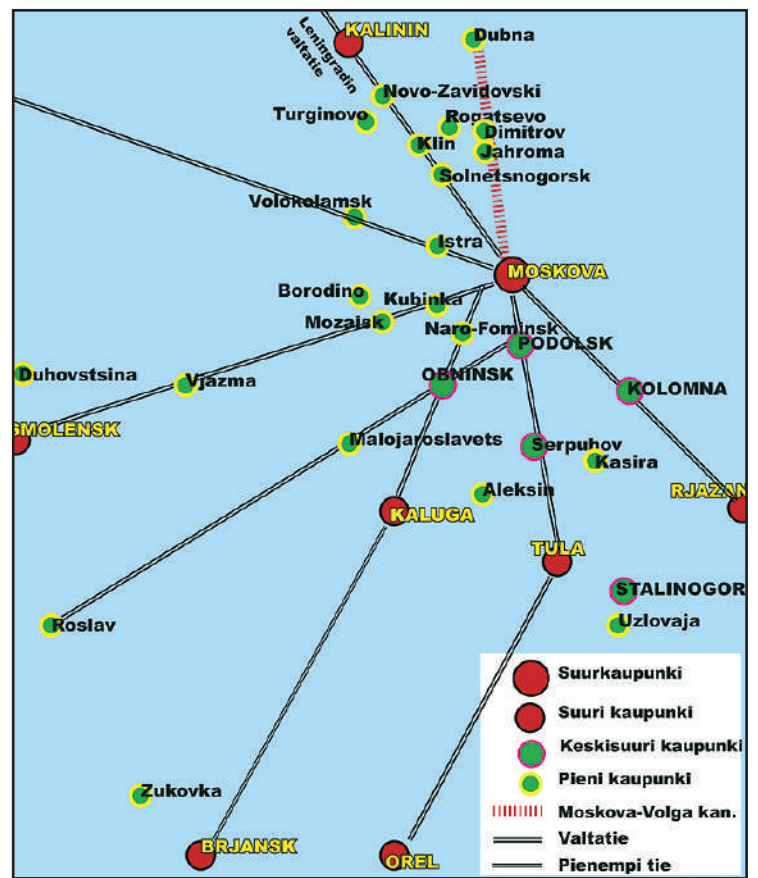 KALININ
Dubna
Leningradin
valtatie
Novo-Zavidovski
Turginovo
Rogatsevo
Dimitrov
Klin
Jahroma
Solnetsnogorsk
Volokolamsk
Istra
MOSKOVA
Borodino
Kubinka
Mozaisk
Naro-Fominsk
PODOLSK
Duhovstsina
Vjazma
OBNINSK
KOLOMNA
SMOLENSK
Malojaroslavets
Serpuhov
Kasira
Aleksin
RJAZAN
KALUGA
TULA
STALINOGOR
Roslav
Uzlovaja
Suurkaupunki
Suuri kaupunki
Keskisuuri kaupunki
Pieni kaupunki
Moskova-Volga kan.
Valtatie
Pienempi tie
Zukovka
BRJANSK
OREL